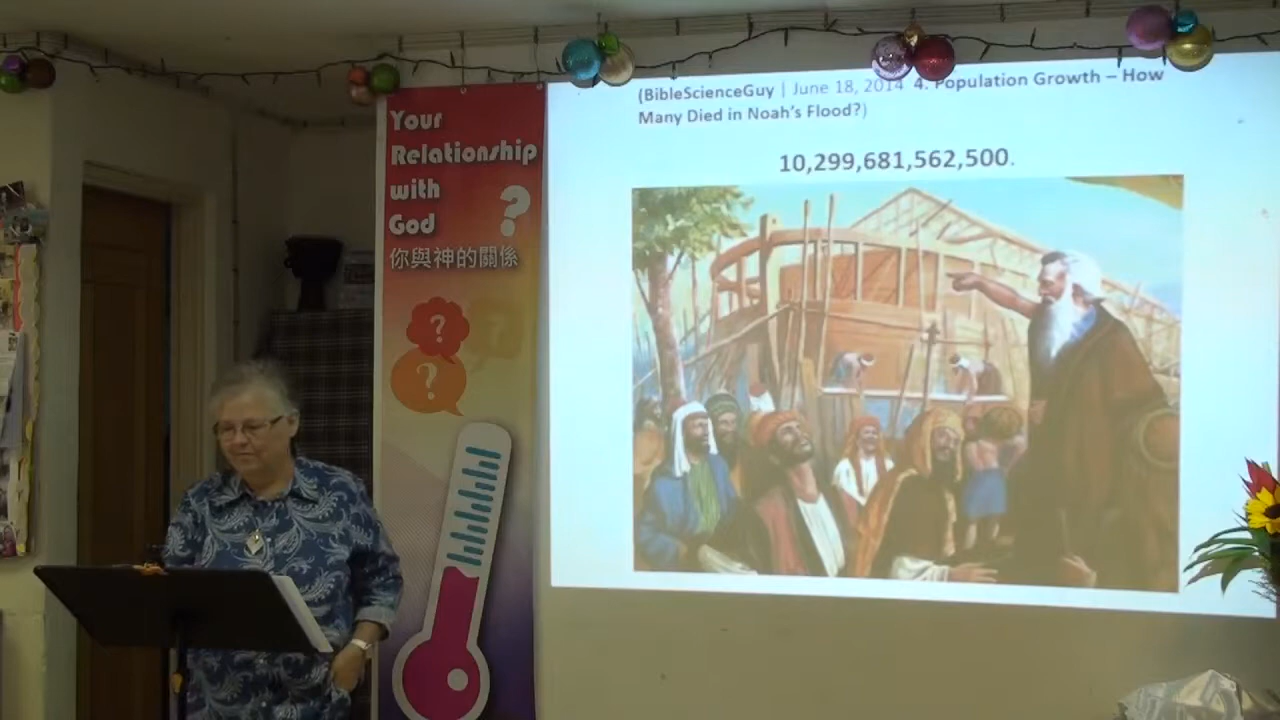 Your
Relationship
with
God
?
你與神的關係
?
?
(BibleScienceGuy | June 18, 2014 4. Population Growth – How
Many Died in Noah's Flood?)
10,299,681,562,500.